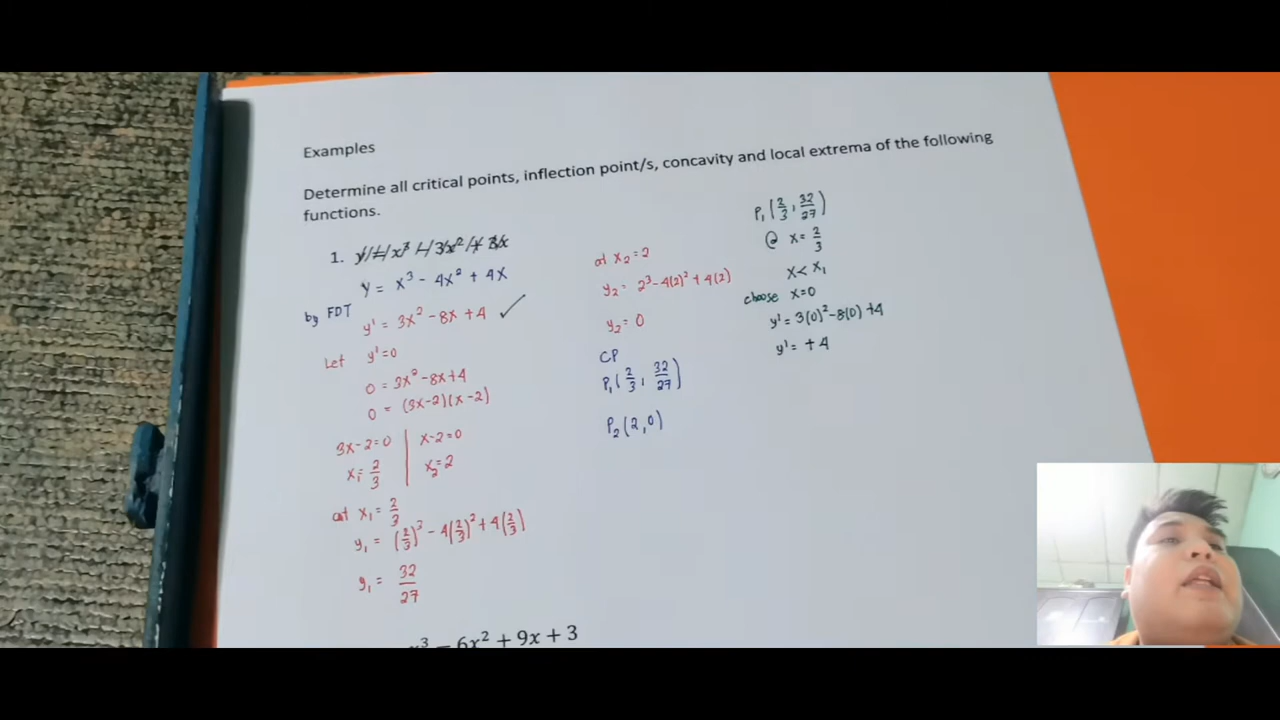 Examples
Determine all critical points, inflection point/s, concavity and local extrema of the following
functions.
1.
y = x³ - 4x² + 4x
by FDT
y' = 3x² - 8x + 4 ✓
Let y' = 0
0 = 3x² - 8x + 4
0 = (3x-2)(x-2)
3x-2=0 | x-2=0
x₁ = 2/3 | x₂ = 2
at x₁ = 2/3
y₁ = (2/3)³ - 4(2/3)² + 4(2/3)
y₁ = 32/27
at x₂ = 2
y₂ = 2³ - 4(2)² + 4(2)
y₂ = 0
CP
P₁(2/3, 32/27)
P₂(2,0)
P₁(2/3, 32/27)
@ x = 2/3
x < x₁
choose x=0
y' = 3(0)² - 8(0) + 4
y' = +4
x³ − 6x² + 9x + 3